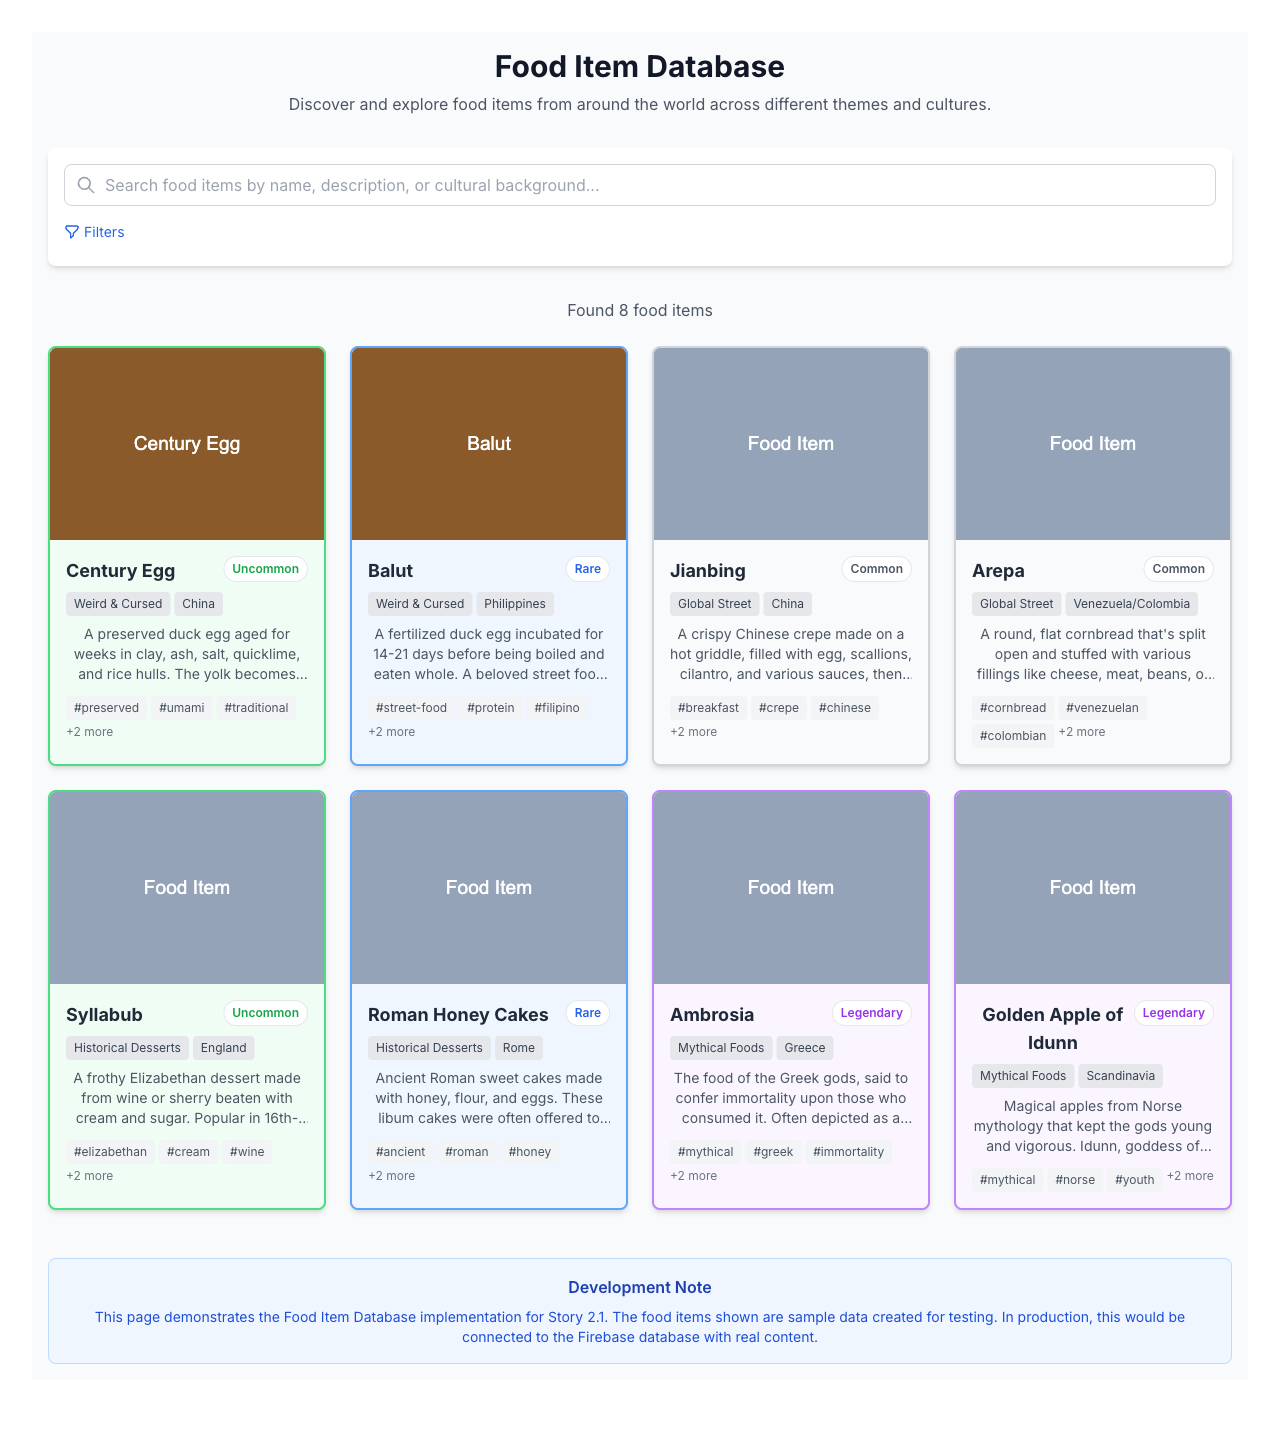 Food Item Database
Discover and explore food items from around the world across different themes and cultures.
Search food items by name, description, or cultural background...
Filters
Found 8 food items
Century Egg
Century Egg
Uncommon
Weird & Cursed
China
A preserved duck egg aged for
weeks in clay, ash, salt, quicklime,
and rice hulls. The yolk becomes...
#preserved
#umami
#traditional
+2 more
Balut
Balut
Rare
Weird & Cursed
Philippines
A fertilized duck egg incubated for
14-21 days before being boiled and
eaten whole. A beloved street foo...
#street-food
#protein
#filipino
+2 more
Food Item
Jianbing
Common
Global Street
China
A crispy Chinese crepe made on a
hot griddle, filled with egg, scallions,
cilantro, and various sauces, then...
#breakfast
#crepe
#chinese
+2 more
Food Item
Arepa
Common
Global Street
Venezuela/Colombia
A round, flat cornbread that's split
open and stuffed with various
fillings like cheese, meat, beans, o...
#cornbread
#venezuelan
#colombian
+2 more
Food Item
Syllabub
Uncommon
Historical Desserts
England
A frothy Elizabethan dessert made
from wine or sherry beaten with
cream and sugar. Popular in 16th-...
#elizabethan
#cream
#wine
+2 more
Food Item
Roman Honey Cakes
Rare
Historical Desserts
Rome
Ancient Roman sweet cakes made
with honey, flour, and eggs. These
libum cakes were often offered to...
#ancient
#roman
#honey
+2 more
Food Item
Ambrosia
Legendary
Mythical Foods
Greece
The food of the Greek gods, said to
confer immortality upon those who
consumed it. Often depicted as a...
#mythical
#greek
#immortality
+2 more
Food Item
Golden Apple of
Idunn
Legendary
Mythical Foods
Scandinavia
Magical apples from Norse
mythology that kept the gods young
and vigorous. Idunn, goddess of...
#mythical
#norse
#youth
+2 more
Development Note
This page demonstrates the Food Item Database implementation for Story 2.1. The food items shown are sample data created for testing. In production, this would be
connected to the Firebase database with real content.